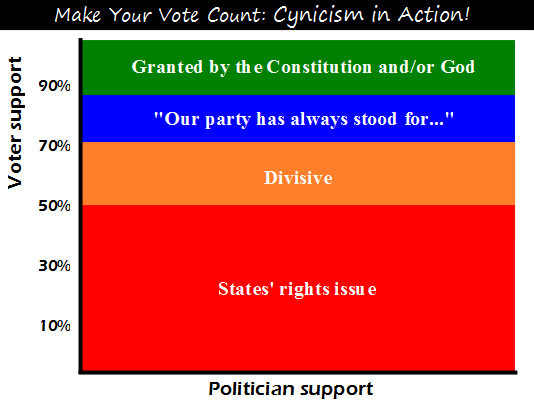 Make Your Vote Count: Cynicism in Action!
Voter support
90%
70%
50%
30%
10%
Granted by the Constitution and/or God
"Our party has always stood for..."
Divisive
States' rights issue
Politician support